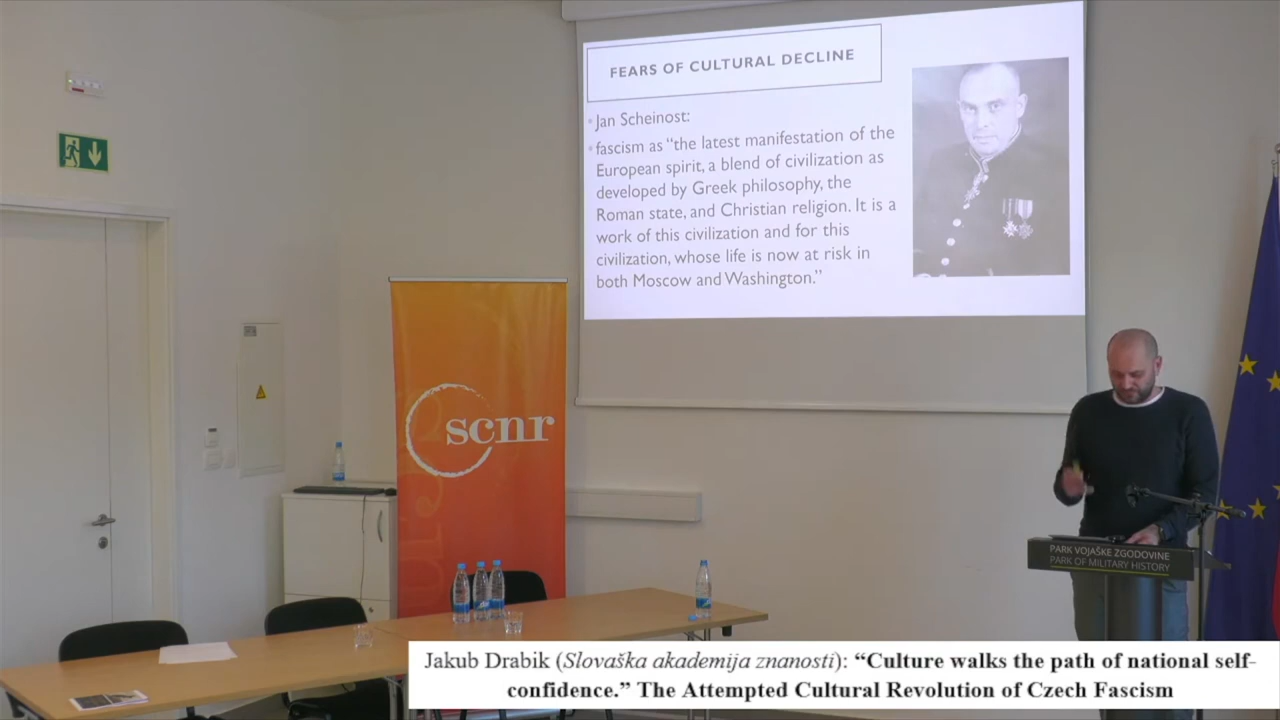 FEARS OF CULTURAL DECLINE
Jan Scheinost:
fascism as "the latest manifestation of the
European spirit, a blend of civilization as
developed by Greek philosophy, the
Roman state, and Christian religion. It is a
work of this civilization and for this
civilization, whose life is now at risk in
both Moscow and Washington."
scnr
PARK VOJAŠKE ZGODOVINE
PARK OF MILITARY HISTORY
Jakub Drabik (Slovaška akademija znanosti): “Culture walks the path of national self-
confidence.” The Attempted Cultural Revolution of Czech Fascism